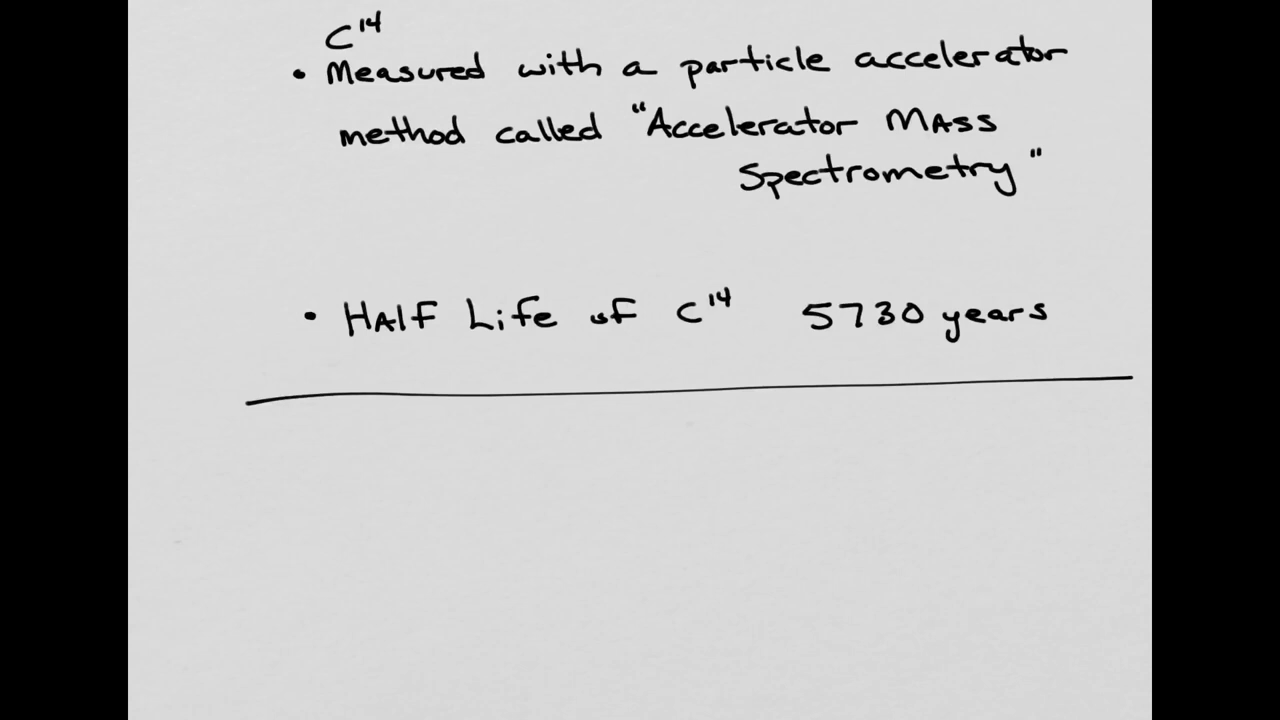 C¹⁴
• Measured with a particle accelerator
method called "Accelerator Mass
Spectrometry"
• Half Life of C¹⁴ 5730 years